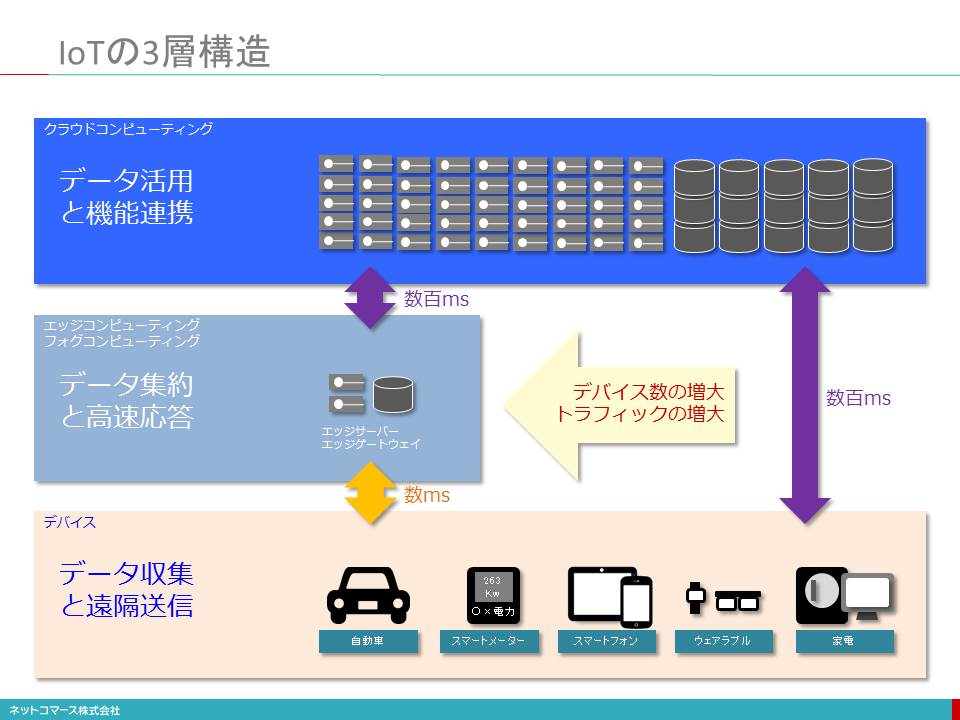 IoTの3層構造
クラウドコンピューティング
データ活用
と機能連携
数百ms
エッジコンピューティング
フォグコンピューティング
データ集約
と高速応答
エッジサーバー
エッジゲートウェイ
デバイス数の増大
トラフィックの増大
数百ms
数ms
デバイス
データ収集
と遠隔送信
263
Kw
○×電力
自動車
スマートメーター
スマートフォン
ウェアラブル
家電
ネットコマース株式会社